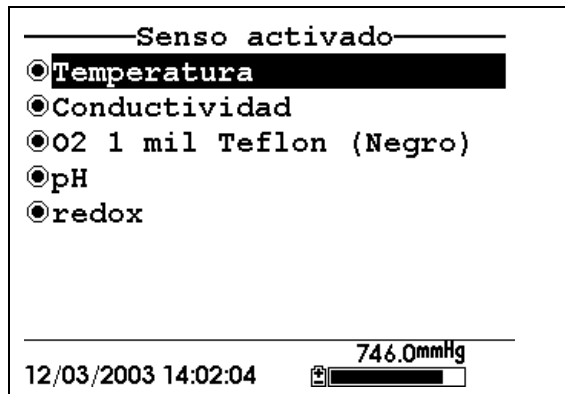 Senso activado
Temperatura
Conductividad
O2 1 mil Teflon (Negro)
pH
redox
746.0mmHg
12/03/2003 14:02:04